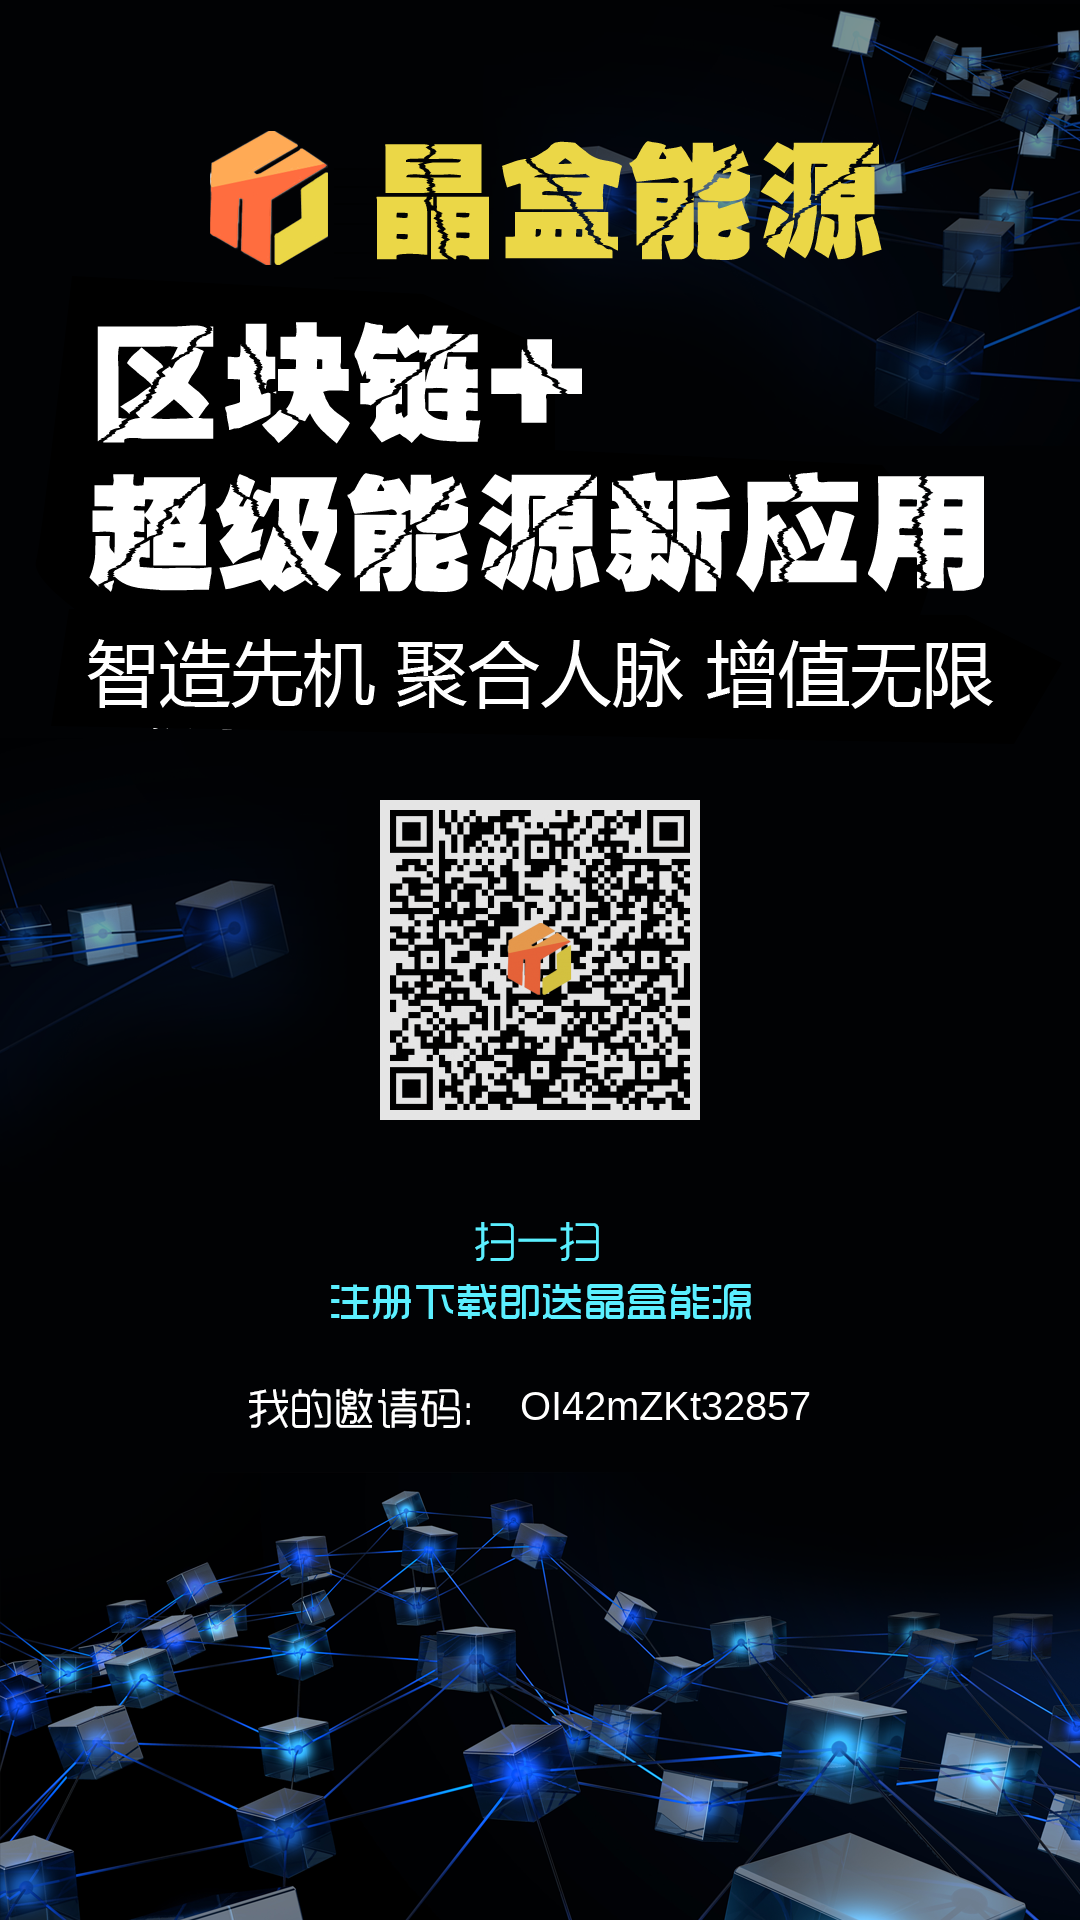 晶盒能源
区块链+
超级能源新应用
智造先机 聚合人脉 增值无限
扫一扫
注册下载即送晶盒能源
我的邀请码: OI42mZKt32857